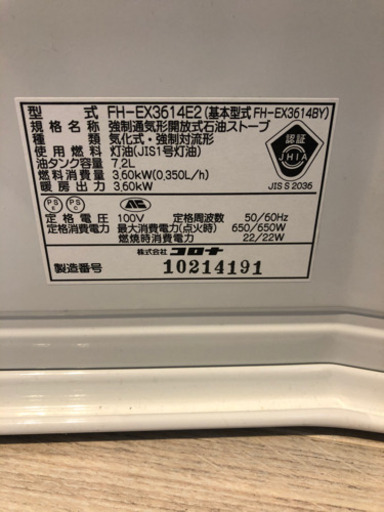 型式 FH-EX3614E2(基本型式FH-EX3614BY)
規格名称 強制通気形開放式石油ストーブ
種類 気化式・強制対流形
使用燃料 灯油(JIS1号灯油)
油タンク容量 7.2L
燃料消費量 3.60kW(0,350L/h)
暖房出力 3,60kW
認証
JHIA
JIS S 2036
PS E
PS C
定格電圧 100V 定格周波数 50/60Hz
定格消費電力 最大消費電力(点火時) 650/650W
燃焼時消費電力 22/22W
株式会社コロナ
製造番号 10214191